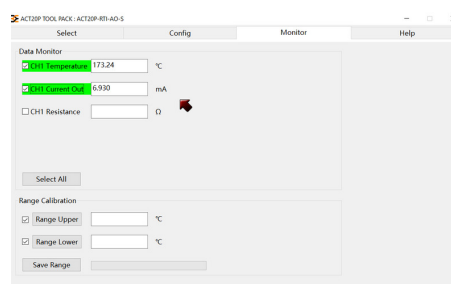 ACT20P TOOL PACK : ACT20P-RTI-AO-S
Select Config Monitor Help
Data Monitor
CH1 Temperature 173.24 ℃
CH1 Current Out 6.930 mA
CH1 Resistance Ω
Select All
Range Calibration
Range Upper ℃
Range Lower ℃
Save Range